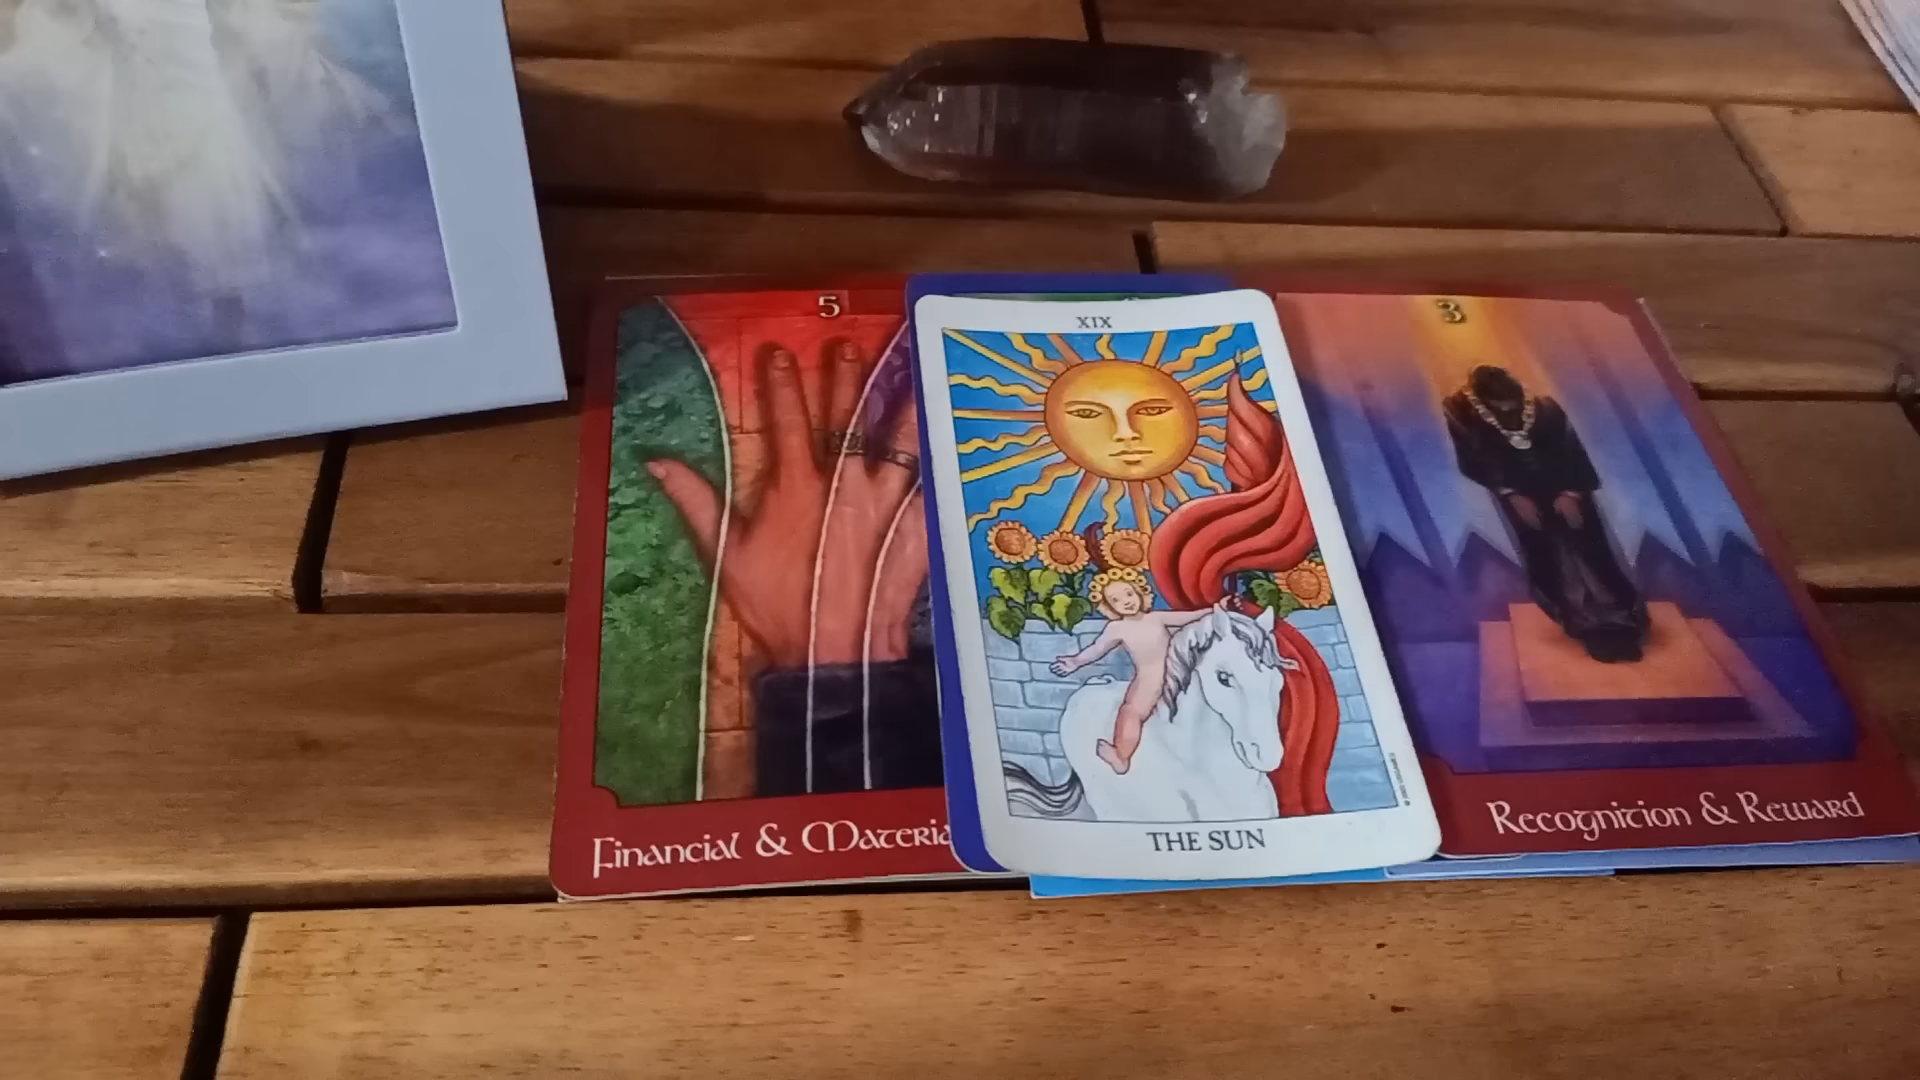 5
XIX
3
THE SUN
Financial & Materia
Recognition & Reward